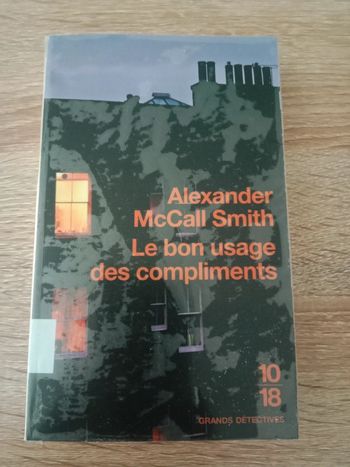 Alexander
McCall Smith
Le bon usage
des compliments
10
18
GRANDS DÉTECTIVES